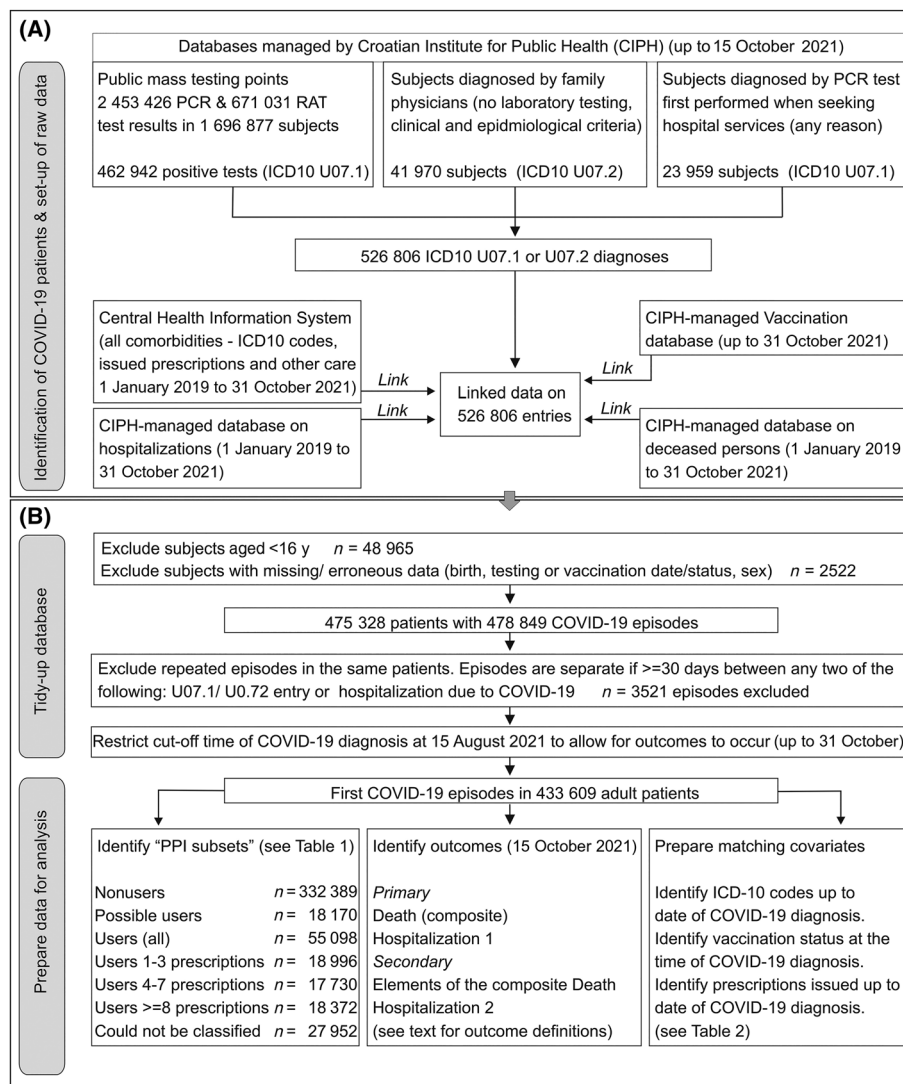 (A)
Identification of COVID-19 patients & set-up of raw data
Databases managed by Croatian Institute for Public Health (CIPH) (up to 15 October 2021)
Public mass testing points
2 453 426 PCR & 671 031 RAT
test results in 1 696 877 subjects
462 942 positive tests (ICD10 U07.1)
Subjects diagnosed by family
physicians (no laboratory testing,
clinical and epidmiological criteria)
41 970 subjects (ICD10 U07.2)
Subjects diagnosed by PCR test
first performed when seeking
hospital services (any reason)
23 959 subjects (ICD10 U07.1)
526 806 ICD10 U07.1 or U07.2 diagnoses
Central Health Information System
(all comorbidities - ICD10 codes,
issued prescriptions and other care
1 January 2019 to 31 October 2021)
Link
CIPH-managed database on
hospitalizations (1 January 2019 to
31 October 2021)
Link
Linked data on
526 806 entries
CIPH-managed Vaccination
database (up to 31 October 2021)
Link
CIPH-managed database on
deceased persons (1 January 2019
to 31 October 2021)
Link
(B)
Tidy-up database
Exclude subjects aged <16 y n = 48 965
Exclude subjects with missing/ erroneous data (birth, testing or vaccination date/status, sex) n = 2522
475 328 patients with 478 849 COVID-19 episodes
Exclude repeated episodes in the same patients. Episodes are separate if >=30 days between any two of the
following: U07.1/ U0.72 entry or hospitalization due to COVID-19 n = 3521 episodes excluded
Restrict cut-off time of COVID-19 diagnosis at 15 August 2021 to allow for outcomes to occur (up to 31 October)
Prepare data for analysis
First COVID-19 episodes in 433 609 adult patients
Identify “PPI subsets” (see Table 1)
Nonusers n = 332 389
Possible users n = 18 170
Users (all) n = 55 098
Users 1-3 prescriptions n = 18 996
Users 4-7 prescriptions n = 17 730
Users >=8 prescriptions n = 18 372
Could not be classified n = 27 952
Identify outcomes (15 October 2021)
Primary
Death (composite)
Hospitalization 1
Secondary
Elements of the composite Death
Hospitalization 2
(see text for outcome definitions)
Prepare matching covariates
Identify ICD-10 codes up to
date of COVID-19 diagnosis.
Identify vaccination status at the
time of COVID-19 diagnosis.
Identify prescriptions issued up to
date of COVID-19 diagnosis.
(see Table 2)